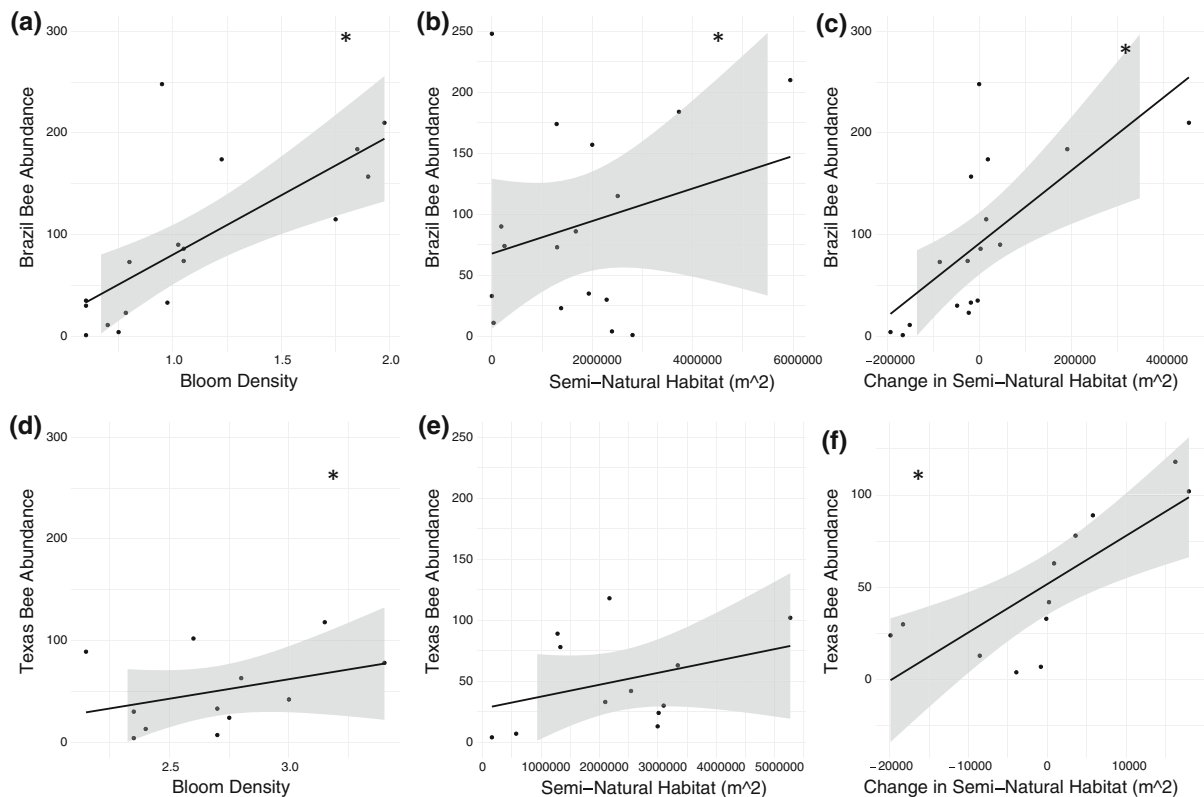 (a)
300
200
100
0
Brazil Bee Abundance
*
1.0 1.5 2.0
Bloom Density
(b)
250
200
150
100
50
0
Brazil Bee Abundance
*
0 2000000 4000000 6000000
Semi−Natural Habitat (m^2)
(c)
300
200
100
0
Brazil Bee Abundance
*
−200000 0 200000 400000
Change in Semi−Natural Habitat (m^2)
(d)
300
200
100
0
Texas Bee Abundance
*
2.5 3.0
Bloom Density
(e)
250
200
150
100
50
0
Texas Bee Abundance
0 1000000 2000000 3000000 4000000 5000000
Semi−Natural Habitat (m^2)
(f)
100
50
0
Texas Bee Abundance
*
−20000 −10000 0 10000
Change in Semi−Natural Habitat (m^2)